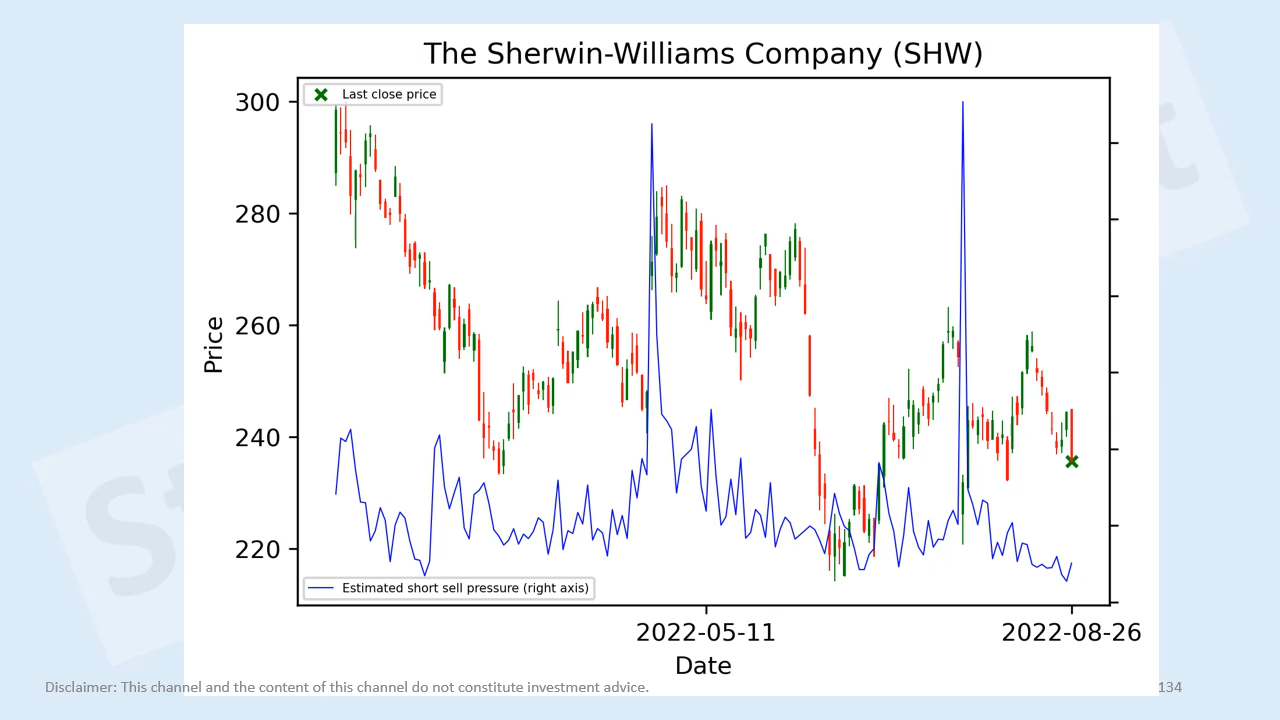 The Sherwin-Williams Company (SHW)
Last close price
300
280
260
240
220
Price
Estimated short sell pressure (right axis)
2022-05-11
2022-08-26
Date
Disclaimer: This channel and the content of this channel do not constitute investment advice.
134